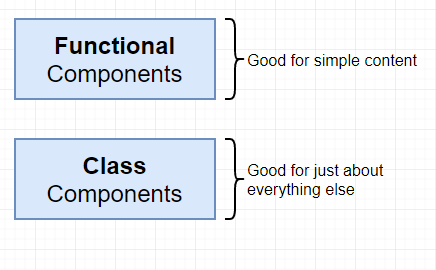 Functional
Components
Good for simple content
Class
Components
Good for just about
everything else